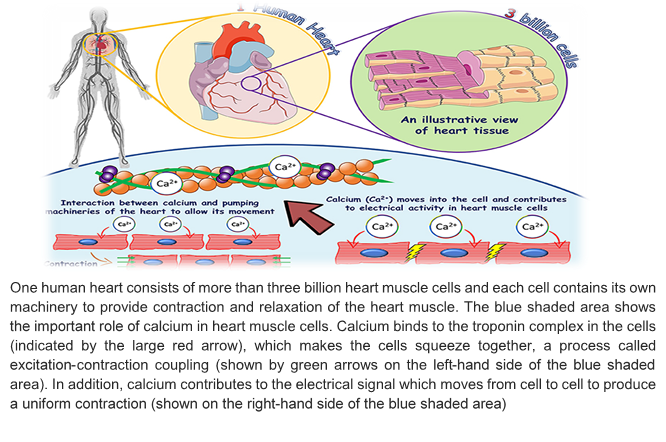 1 Human Heart
3 billion cells
An illustrative view
of heart tissue
Ca²⁺
Ca²⁺
Interaction between calcium and pumping
machineries of the heart to allow its movement
Ca²⁺
Ca²⁺
Ca²⁺
Contraction
Calcium (Ca²⁺) moves into the cell and contributes
to electrical activity in heart muscle cells
Ca²⁺
Ca²⁺
Ca²⁺
One human heart consists of more than three billion heart muscle cells and each cell contains its own
machinery to provide contraction and relaxation of the heart muscle. The blue shaded area shows
the important role of calcium in heart muscle cells. Calcium binds to the troponin complex in the cells
(indicated by the large red arrow), which makes the cells squeeze together, a process called
excitation-contraction coupling (shown by green arrows on the left-hand side of the blue shaded
area). In addition, calcium contributes to the electrical signal which moves from cell to cell to produce
a uniform contraction (shown on the right-hand side of the blue shaded area)